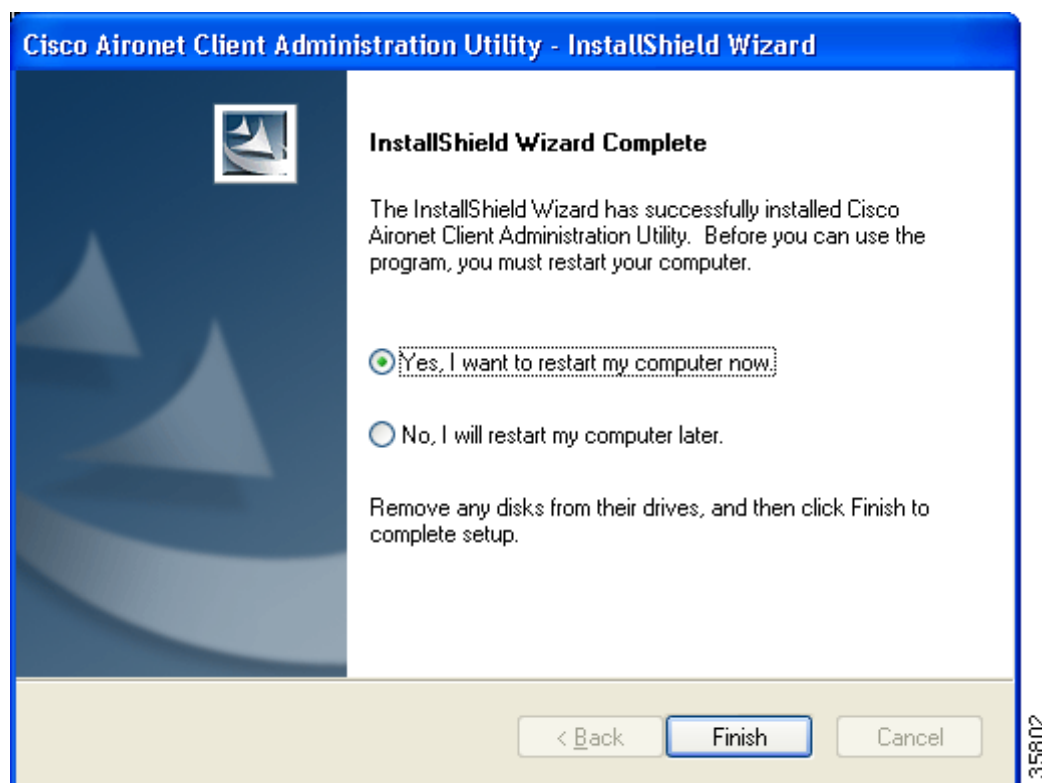 Cisco Aironet Client Administration Utility - InstallShield Wizard
InstallShield Wizard Complete
The InstallShield Wizard has successfully installed Cisco
Aironet Client Administration Utility. Before you can use the
program, you must restart your computer.
Yes, I want to restart my computer now.
No, I will restart my computer later.
Remove any disks from their drives, and then click Finish to
complete setup.
< Back
Finish
Cancel
35802